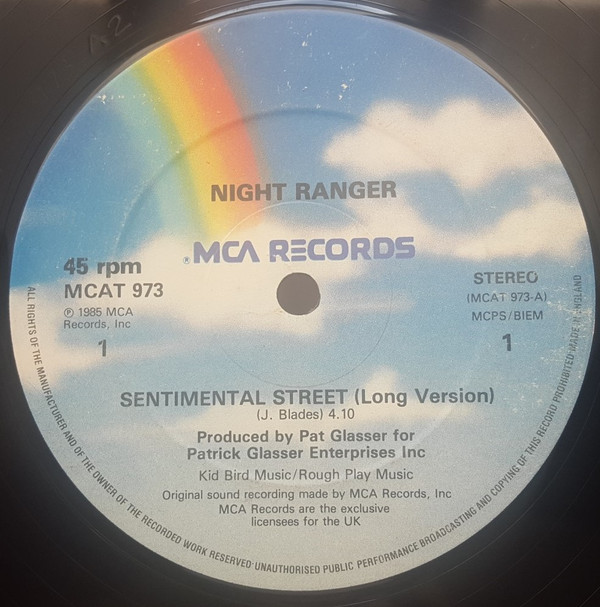 A2
NIGHT RANGER
® MCA RECORDS
45 rpm
MCAT 973
℗ 1985 MCA
Records, Inc
1
STEREO
(MCAT 973-A)
MCPS/BIEM
1
SENTIMENTAL STREET (Long Version)
(J. Blades) 4.10
Produced by Pat Glasser for
Patrick Glasser Enterprises Inc
Kid Bird Music/Rough Play Music
Original sound recording made by MCA Records, Inc
MCA Records are the exclusive
licensees for the UK
ALL RIGHTS OF THE MANUFACTURER AND OF THE OWNER OF THE RECORDED WORK RESERVED·UNAUTHORISED PUBLIC PERFORMANCE BROADCASTING AND COPYING OF THIS RECORD PROHIBITED MADE IN ENGLAND